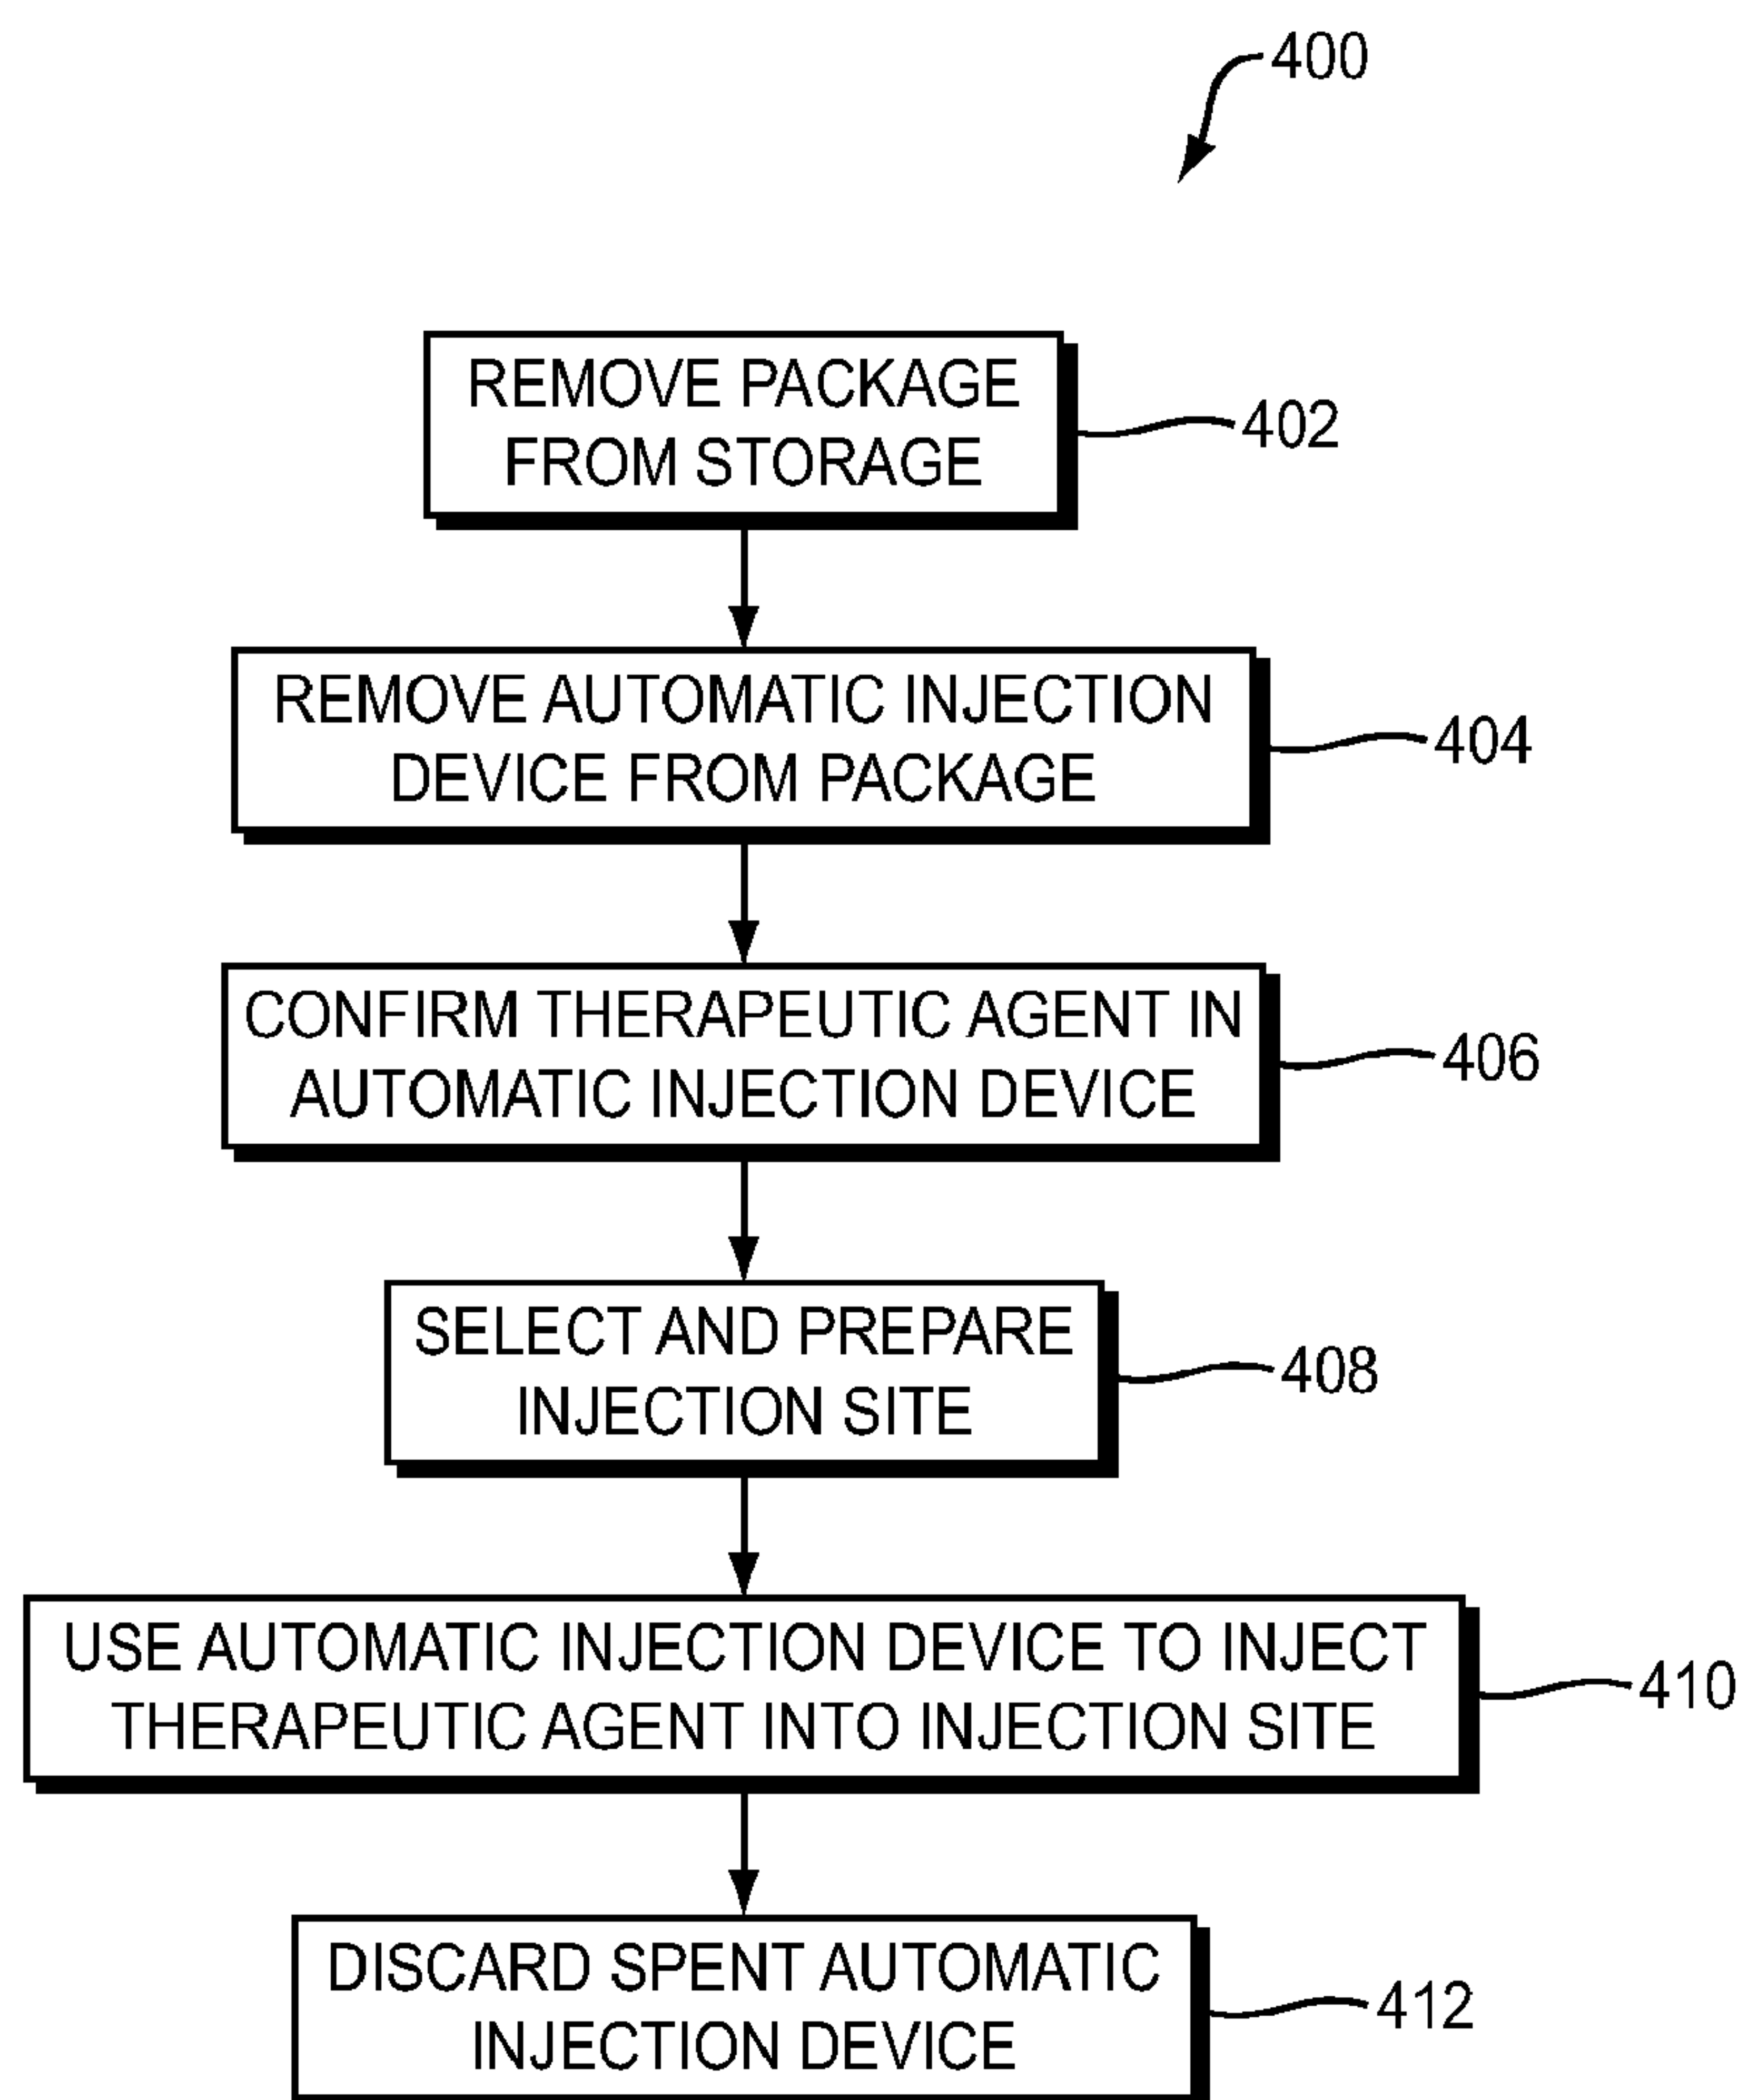 400
REMOVE PACKAGE
FROM STORAGE
402
REMOVE AUTOMATIC INJECTION
DEVICE FROM PACKAGE
404
CONFIRM THERAPEUTIC AGENT IN
AUTOMATIC INJECTION DEVICE
406
SELECT AND PREPARE
INJECTION SITE
408
USE AUTOMATIC INJECTION DEVICE TO INJECT
THERAPEUTIC AGENT INTO INJECTION SITE
410
DISCARD SPENT AUTOMATIC
INJECTION DEVICE
412